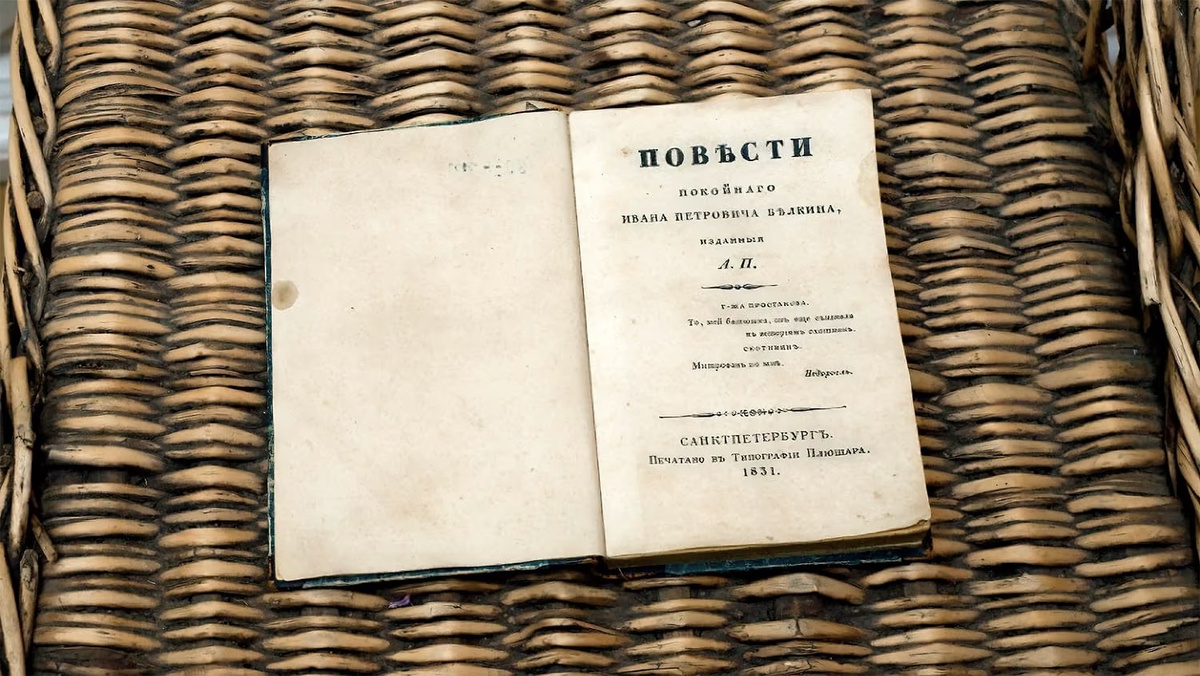 ПОВѢСТИ
ПОКОЙНАГО
ИВАНА ПЕТРОВИЧА БѢЛКИНА,
ИЗДАННЫЯ
А. П.
Г-ЖА ПРОСТАКОВА.
То, мой батюшка, онъ еще сызмала
къ исторіямъ охотникъ.
СКОТИНИНЪ.
Митрофанъ по мнѣ.
Недоросль.
САНКТПЕТЕРБУРГЪ.
ПЕЧАТАНО ВЪ ТИПОГРАФІИ ПЛЮШАРА.
1831.